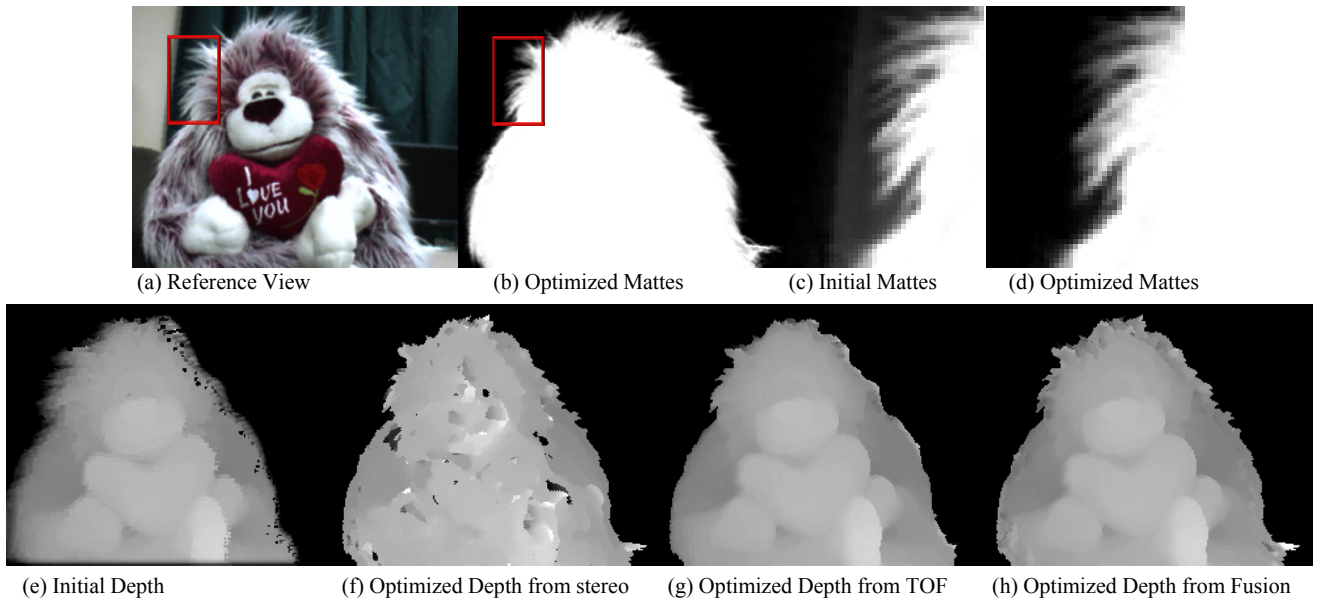 I
LOVE
YOU
(a) Reference View
(b) Optimized Mattes
(c) Initial Mattes
(d) Optimized Mattes
(e) Initial Depth
(f) Optimized Depth from stereo
(g) Optimized Depth from TOF
(h) Optimized Depth from Fusion